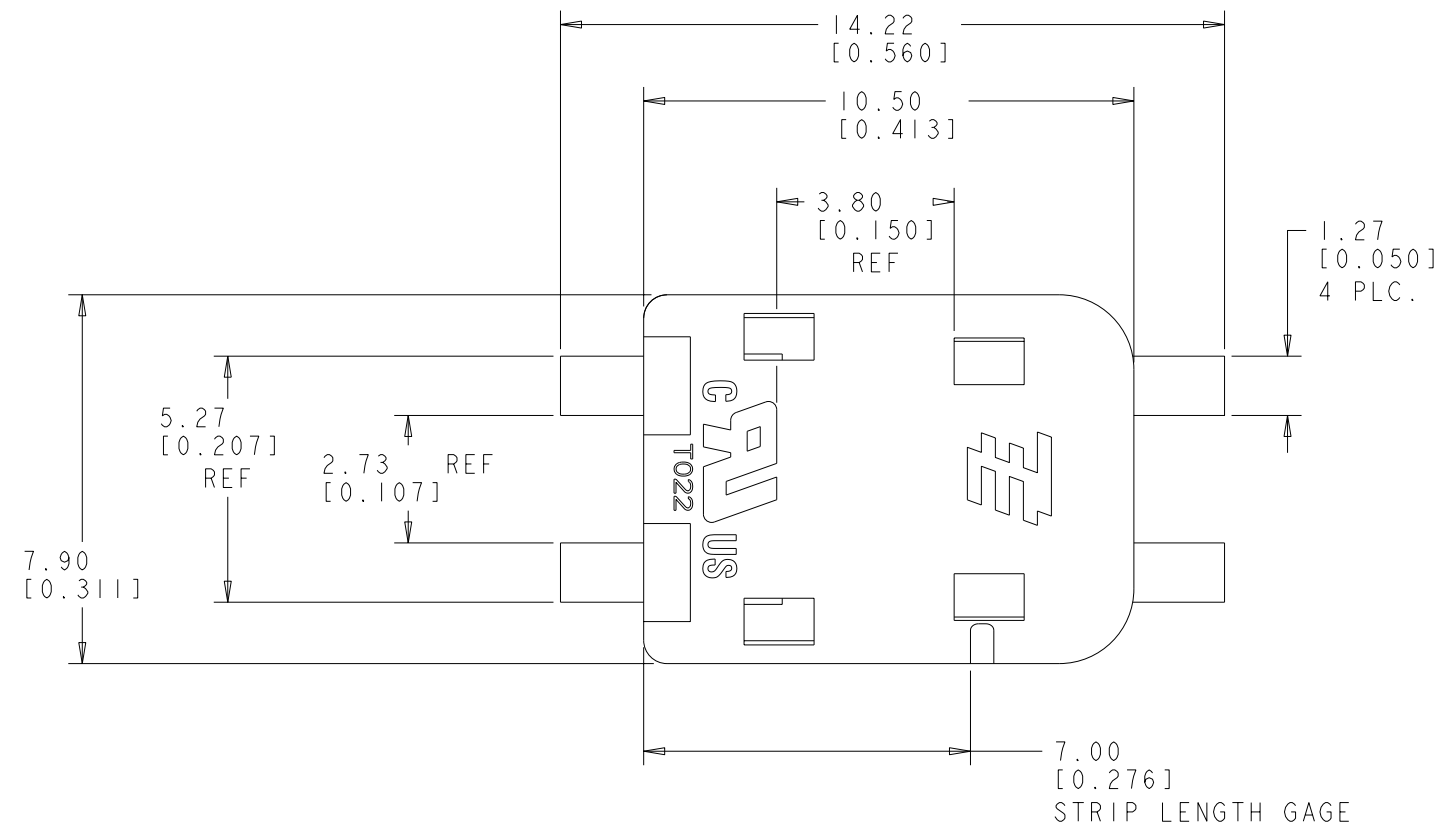 14.22
[0.560]
10.50
[0.413]
3.80
[0.150]
REF
1.27
[0.050]
4 PLC.
5.27
[0.207]
REF
2.73 REF
[0.107]
7.90
[0.311]
C
T022
US
7.00
[0.276]
STRIP LENGTH GAGE